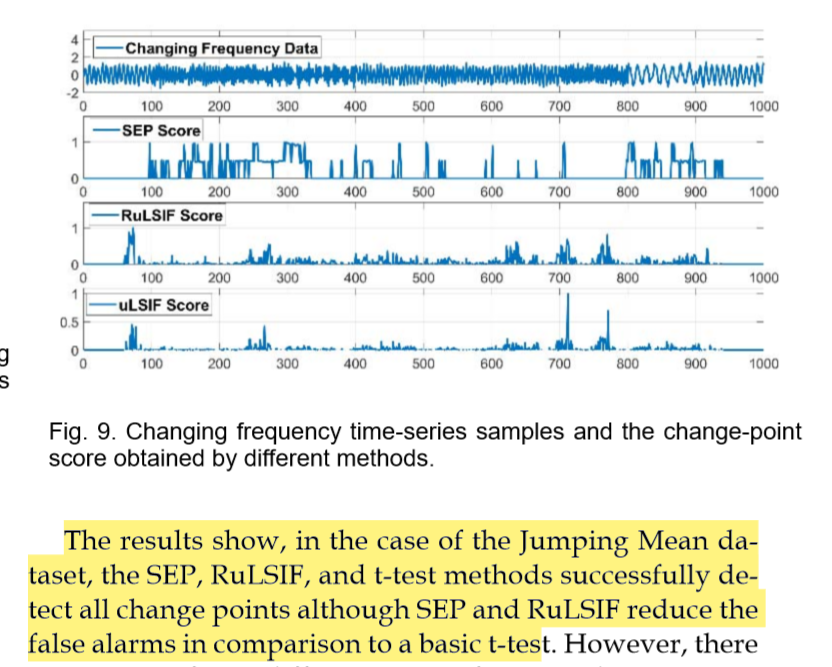 4
2
0
-2
Changing Frequency Data
0 100 200 300 400 500 600 700 800 900 1000
1
0
SEP Score
0 100 200 300 400 500 600 700 800 900 1000
1
0
RuLSIF Score
0 100 200 300 400 500 600 700 800 900 1000
1
0.5
0
uLSIF Score
0 100 200 300 400 500 600 700 800 900 1000
g
s
Fig. 9. Changing frequency time-series samples and the change-point
score obtained by different methods.
The results show, in the case of the Jumping Mean da-
taset, the SEP, RuLSIF, and t-test methods successfully de-
tect all change points although SEP and RuLSIF reduce the
false alarms in comparison to a basic t-test. However, there